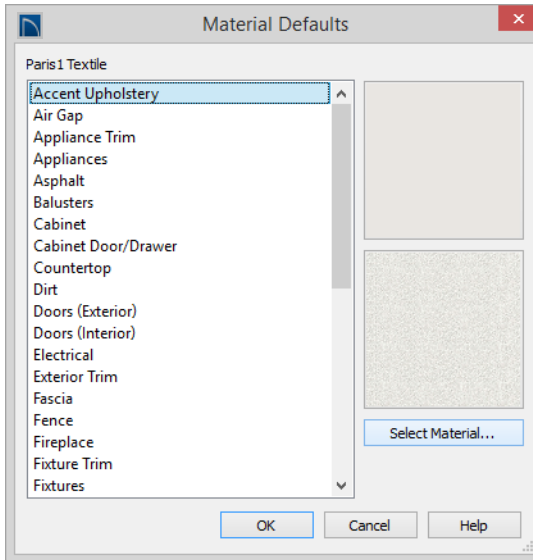 Material Defaults
Paris1 Textile
Accent Upholstery
Air Gap
Appliance Trim
Appliances
Asphalt
Balusters
Cabinet
Cabinet Door/Drawer
Countertop
Dirt
Doors (Exterior)
Doors (Interior)
Electrical
Exterior Trim
Fascia
Fence
Fireplace
Fixture Trim
Fixtures
Select Material...
OK
Cancel
Help